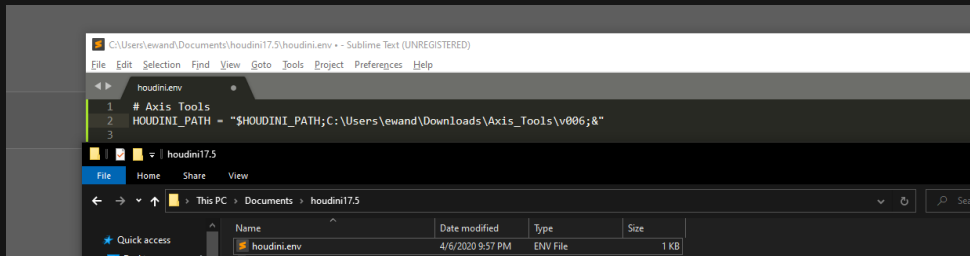 C:\Users\ewand\Documents\houdini17.5\houdini.env • - Sublime Text (UNREGISTERED)
File Edit Selection Find View Goto Tools Project Preferences Help
houdini.env
1 # Axis Tools
2 HOUDINI_PATH = "$HOUDINI_PATH;C:\Users\ewand\Downloads\Axis_Tools\v006;&"
3
houdini17.5
File Home Share View
This PC > Documents > houdini17.5
Name Date modified Type Size
Quick access
houdini.env 4/6/2020 9:57 PM ENV File 1 KB